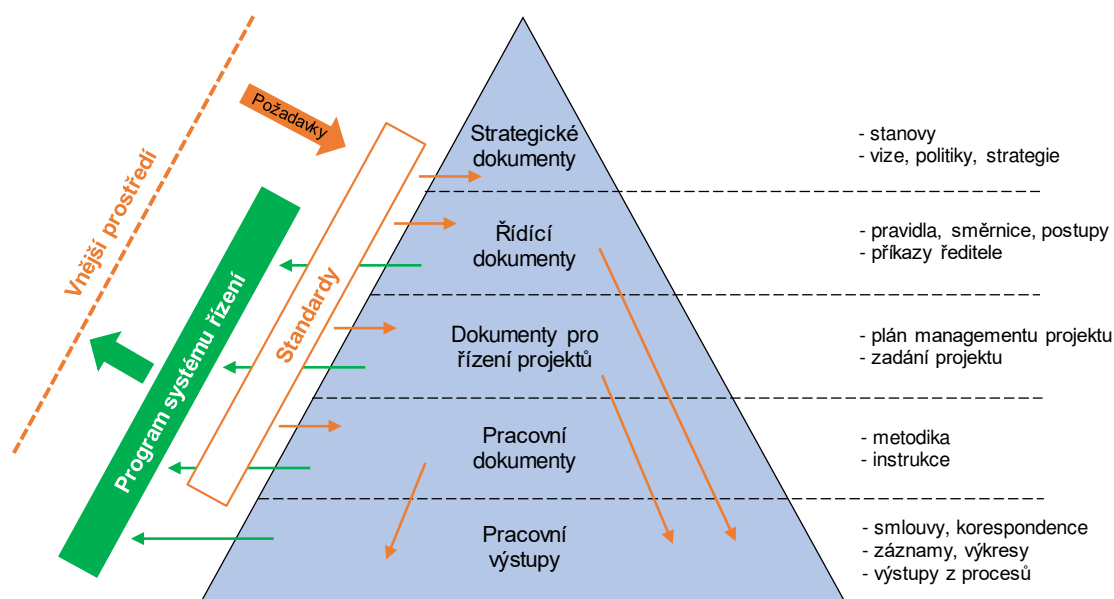 Vnější prostředí
Požadavky
Program systému řízení
Standardy
Strategické
dokumenty
- stanovy
- vize, politiky, strategie
Řídící
dokumenty
- pravidla, směrnice, postupy
- příkazy ředitele
Dokumenty pro
řízení projektů
- plán managementu projektu
- zadání projektu
Pracovní
dokumenty
- metodika
- instrukce
Pracovní
výstupy
- smlouvy, korespondence
- záznamy, výkresy
- výstupy z procesů